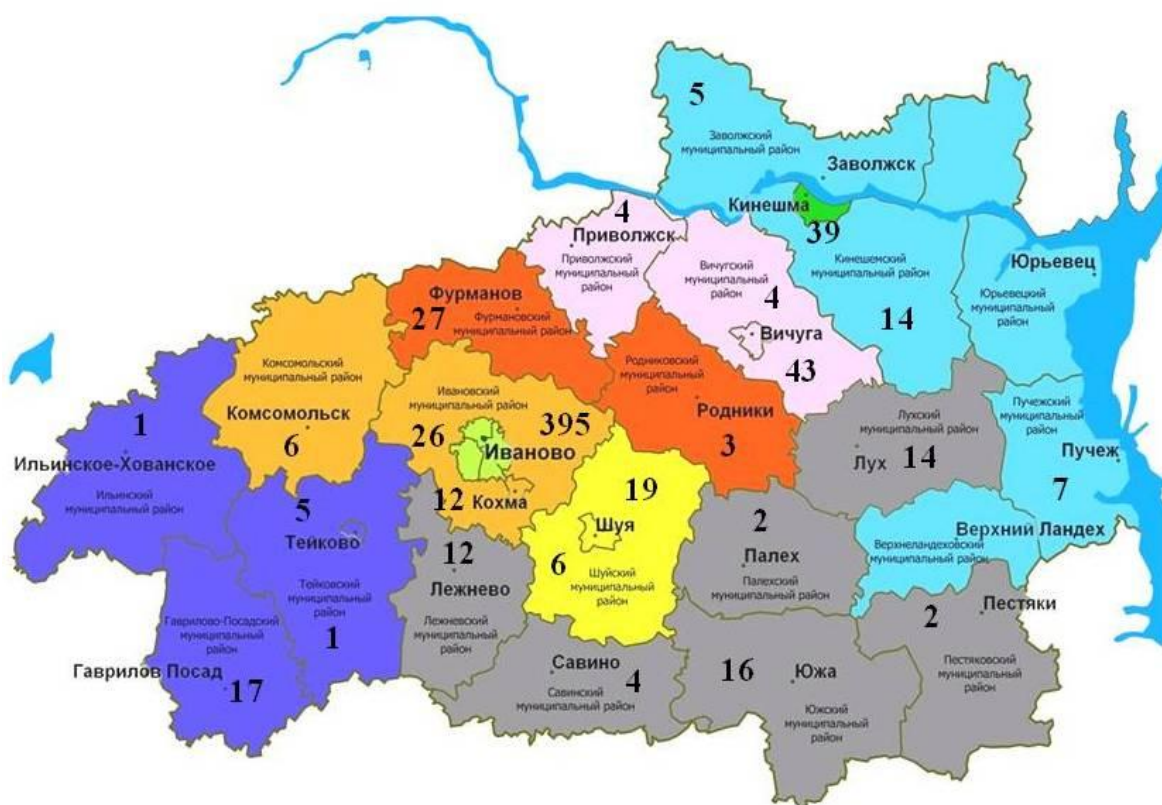 5
Заволжский
муниципальный район
Заволжск
Кинешма
39
Кинешемский
муниципальный район
14
Юрьевец
Юрьевецкий
муниципальный
район
4
Приволжск
Приволжский
муниципальный
район
Вичугский
муниципальный
район
4
Вичуга
43
Фурманов
27
Фурмановский
муниципальный район
Комсомольский
муниципальный район
Комсомольск
6
Ивановский
муниципальный район
395
26
Иваново
12
Кохма
Родниковский
муниципальный
район
Родники
3
Лухский
муниципальный район
Лух
14
Пучежский
муниципальный
район
Пучеж
7
1
Ильинское-Хованское
Ильинский
муниципальный район
5
Тейково
Тейковский
муниципальный
район
1
12
Лежнево
Лежневский
муниципальный
район
19
Шуя
6
Шуйский
муниципальный
район
2
Палех
Палехский
муниципальный район
Верхний Ландех
Верхнеландеховский
муниципальный район
2
Пестяки
Пестяковский
муниципальный
район
Гаврилово-Посадский
муниципальный
район
Гаврилов Посад
17
Савино
4
Савинский
муниципальный район
16
Южа
Южский
муниципальный
район